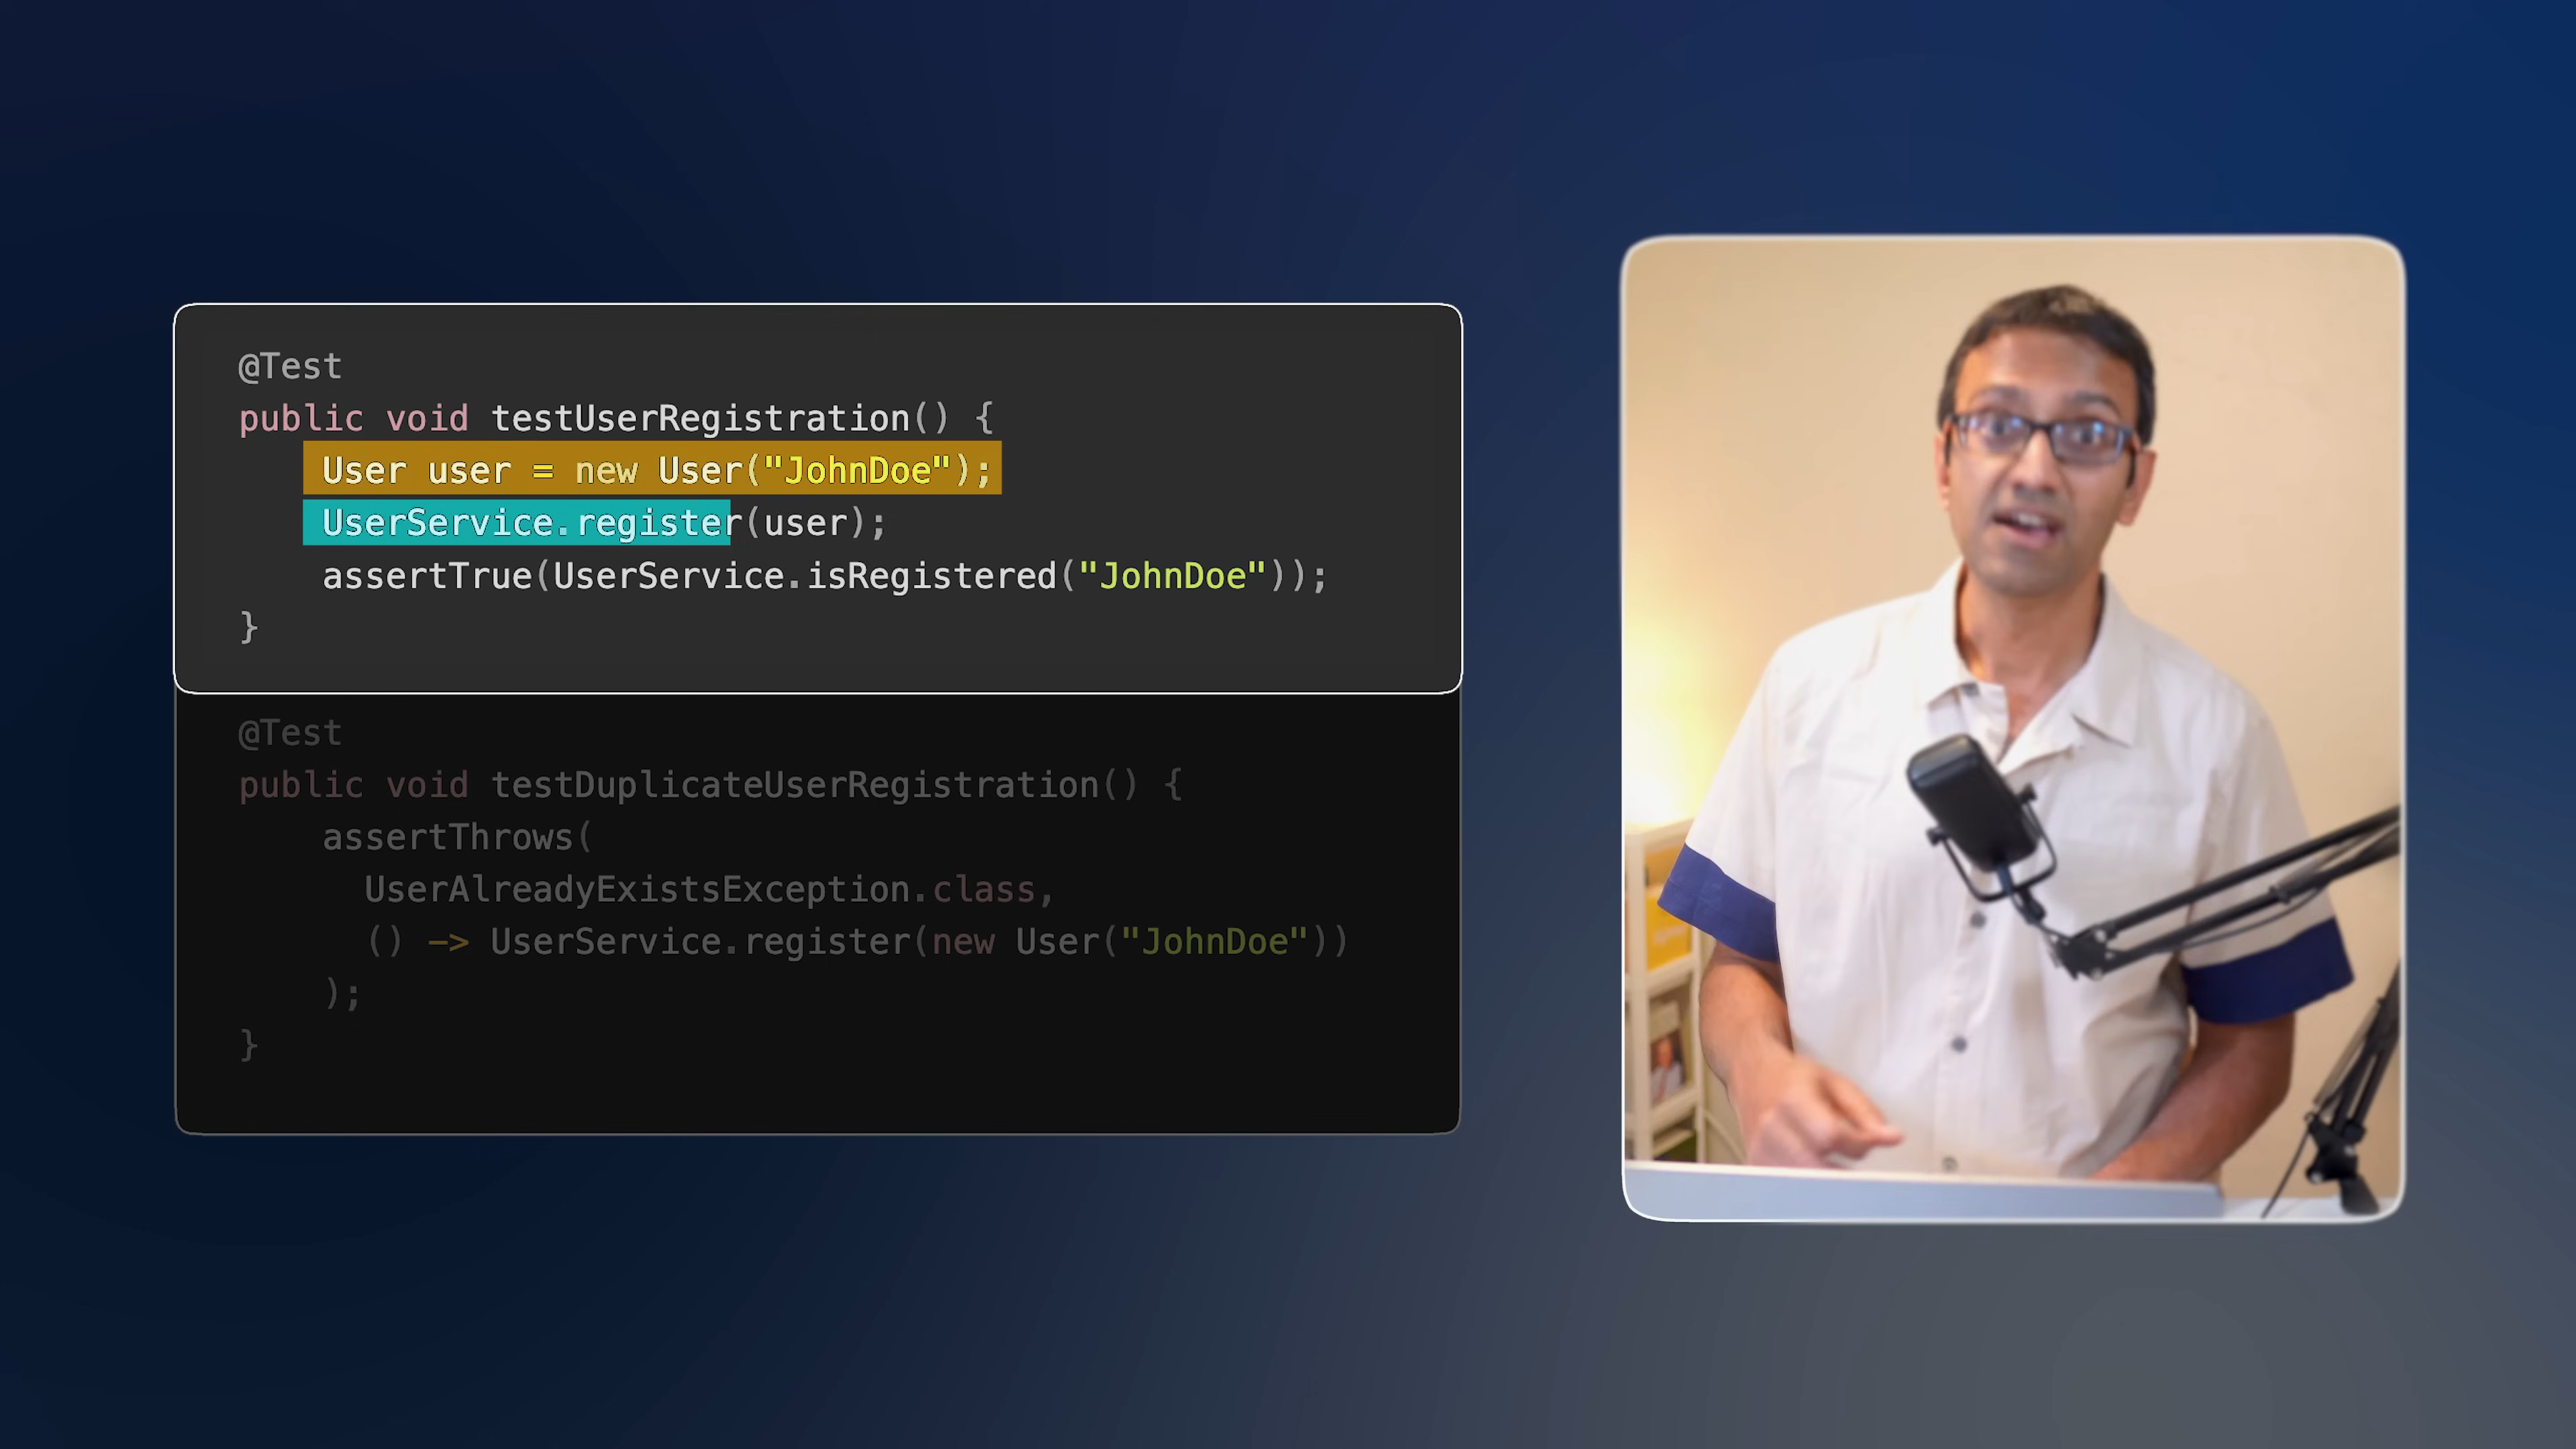 @Test
public void testUserRegistration() {
User user = new User("JohnDoe");
UserService.register(user);
assertTrue(UserService.isRegistered("JohnDoe"));
}
@Test
public void testDuplicateUserRegistration() {
assertThrows(
UserAlreadyExistsException.class,
() -> UserService.register(new User("JohnDoe"))
);
}